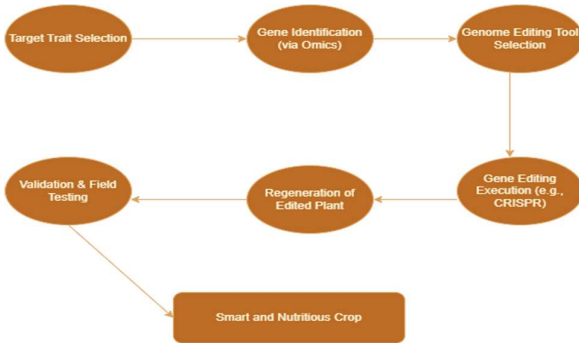 Target Trait Selection
Gene Identification
(via Omics)
Genome Editing Tool
Selection
Gene Editing
Execution (e.g.,
CRISPR)
Regeneration of
Edited Plant
Validation & Field
Testing
Smart and Nutritious Crop